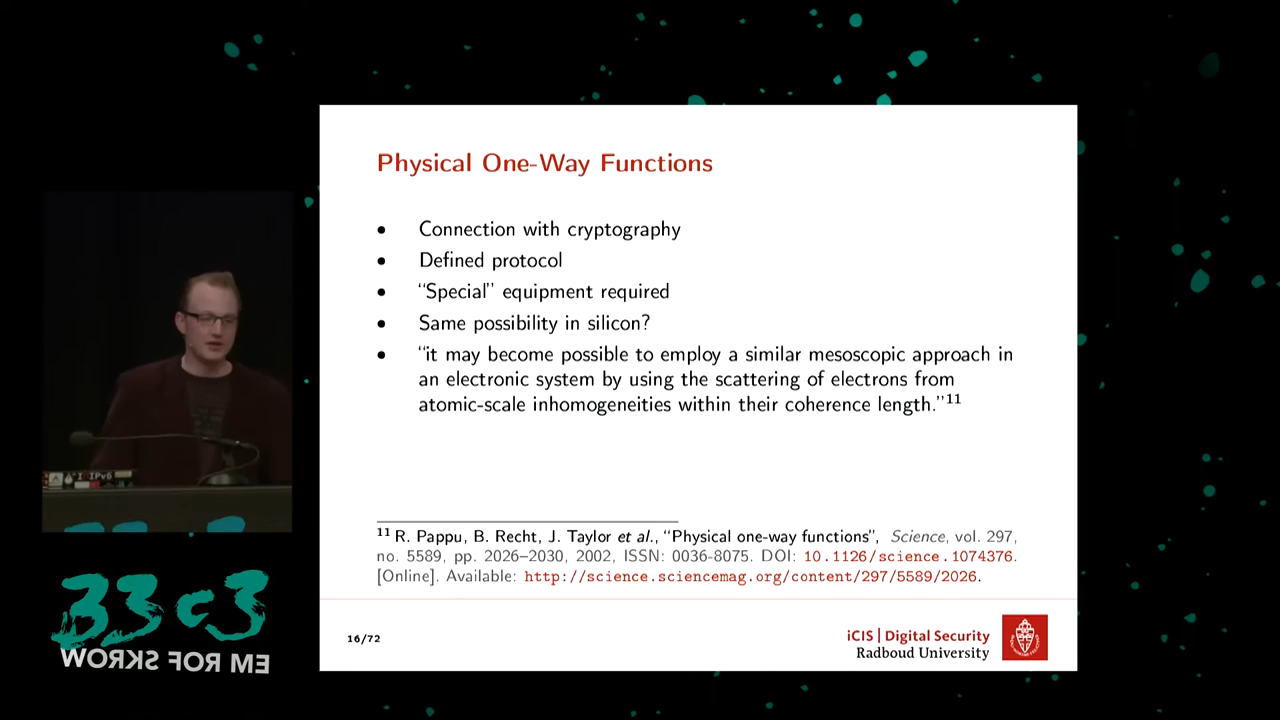 Physical One-Way Functions
• Connection with cryptography
• Defined protocol
• “Special” equipment required
• Same possibility in silicon?
• “it may become possible to employ a similar mesoscopic approach in
an electronic system by using the scattering of electrons from
atomic-scale inhomogeneities within their coherence length.”11
11 R. Pappu, B. Recht, J. Taylor et al., “Physical one-way functions”, Science, vol. 297,
no. 5589, pp. 2026–2030, 2002, ISSN: 0036-8075. DOI: 10.1126/science.1074376.
[Online]. Available: http://science.sciencemag.org/content/297/5589/2026.
16/72
iCIS | Digital Security
Radboud University
IPv6
33c3
WORKS FOR ME